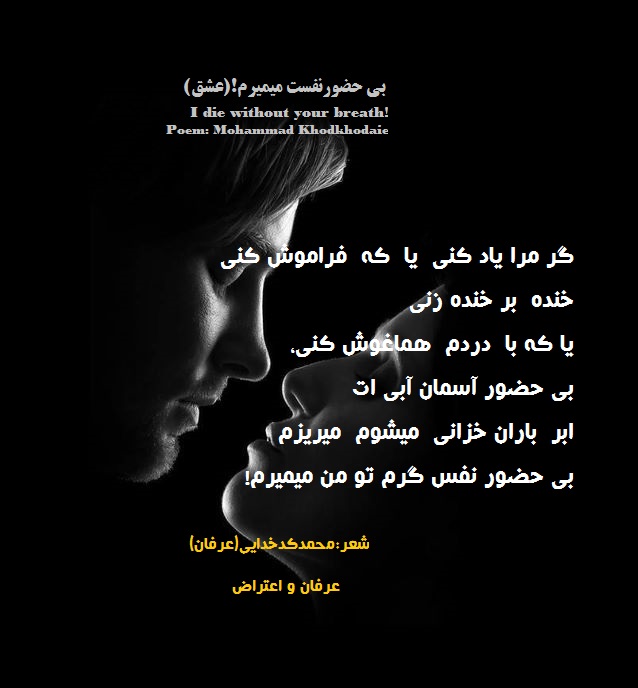 بی حضورنفست میمیرم!(عشق)
I die without your breath!
Poem: Mohammad Khodkhodaie
گر مرا یاد کنی یا که فراموش کنی
خنده بر خنده زنی
یا که با دردم هماغوش کنی،
بی حضور آسمان آبی ات
ابر باران خزانی میشوم میریزم
بی حضور نفس گرم تو من میمیرم!
شعر:محمدکدخدایی(عرفان)
عرفان و اعتراض